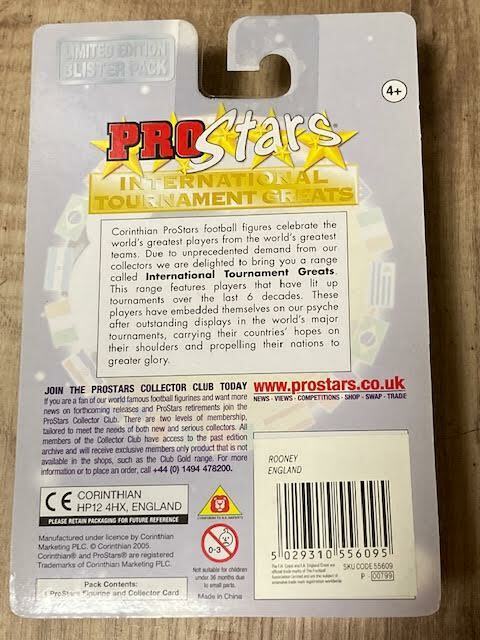 LIMITED EDITION
BLISTER PACK
4+
PROStars
INTERNATIONAL
TOURNAMENT GREATS
Corinthian ProStars football figures celebrate the
world's greatest players from the world's greatest
teams. Due to unprecedented demand from our
collectors we are delighted to bring you a range
called International Tournament Greats.
This range features players that have lit up
tournaments over the last 6 decades. These
players have embedded themselves on our psyche
after outstanding displays in the world's major
tournaments, carrying their countries' hopes on
their shoulders and propelling their nations to
greater glory.
JOIN THE PROSTARS COLLECTOR CLUB TODAY
If you are a fan of our world famous football figurines and want more
news on forthcoming releases and ProStars retirements join the
ProStars Collector Club. There are two levels of membership,
tailored to meet the needs of both new and serious collectors. All
members of the Collector Club have access to the past edition
archive and will receive exclusive members only product that is not
available in the shops, such as the Club Gold range. For more
information or to place an order, call +44 (0) 1494 478200.
www.prostars.co.uk
NEWS - VIEWS - COMPETITIONS - SHOP - SWAP - TRADE
CE CORINTHIAN
HP12 4HX, ENGLAND
PLEASE RETAIN PACKAGING FOR FUTURE REFERENCE
Manufactured under licence by Corinthian
Marketing PLC. © Corinthian 2005.
Corinthian® and ProStars® are registered
Trademarks of Corinthian Marketing PLC.
Pack Contents:
1 ProStars Figurine and Collector Card
0-3
Not suitable for children
under 36 months due
to small parts.
Made in China
ROONEY
ENGLAND
5 029310 556095
SKU CODE 55609
P 00799